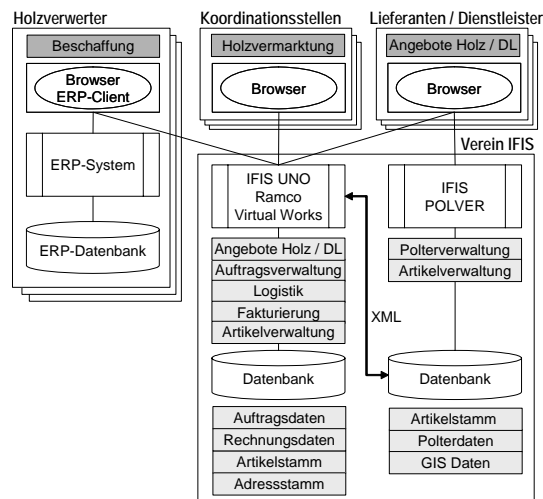 Holzverwerter
Beschaffung
Browser
ERP-Client
ERP-System
ERP-Datenbank
Koordinationsstellen
Holzvermarktung
Browser
Lieferanten / Dienstleister
Angebote Holz / DL
Browser
Verein IFIS
IFIS UNO
Ramco
Virtual Works
Angebote Holz / DL
Auftragsverwaltung
Logistik
Fakturierung
Artikelverwaltung
Datenbank
Auftragsdaten
Rechnungsdaten
Artikelstamm
Adressstamm
XML
IFIS
POLVER
Polterverwaltung
Artikelverwaltung
Datenbank
Artikelstamm
Polterdaten
GIS Daten